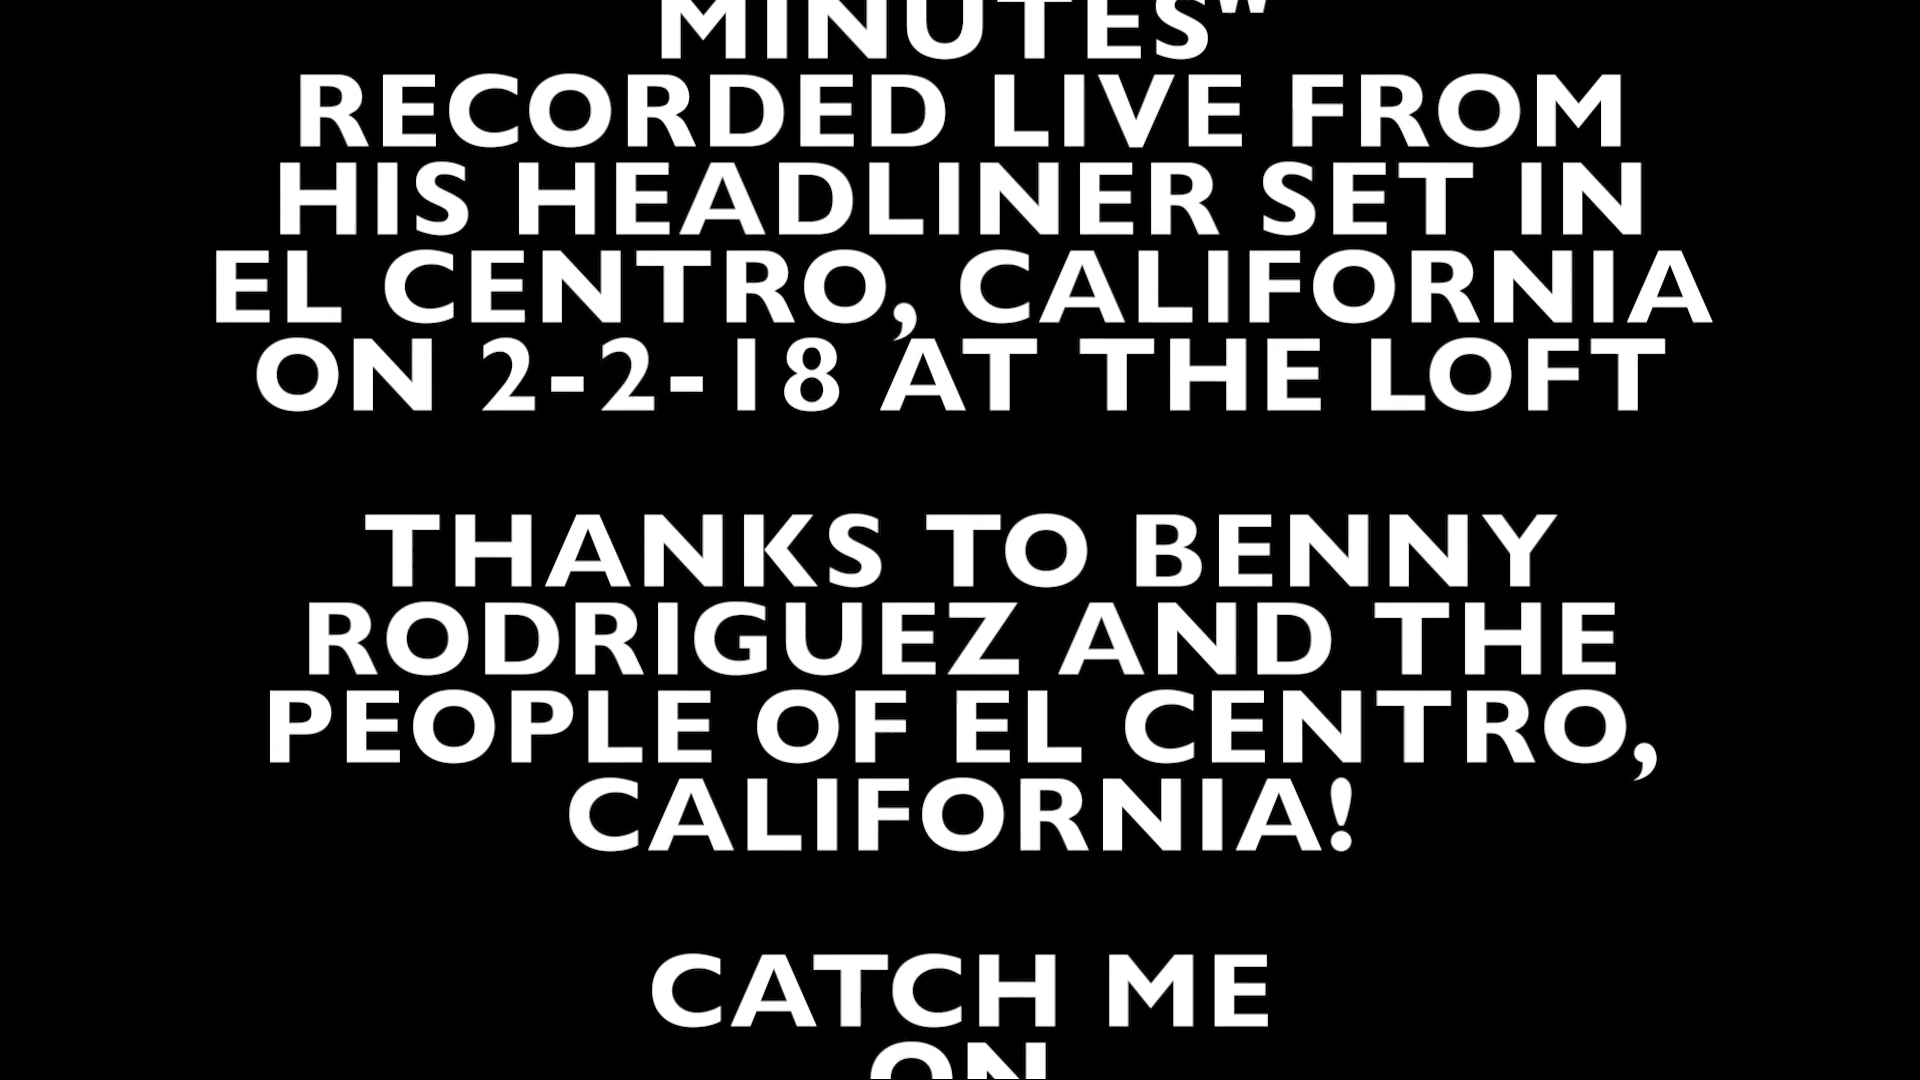 MINUTES"
RECORDED LIVE FROM
HIS HEADLINER SET IN
EL CENTRO, CALIFORNIA
ON 2-2-18 AT THE LOFT
THANKS TO BENNY
RODRIGUEZ AND THE
PEOPLE OF EL CENTRO,
CALIFORNIA!
CATCH ME
ON